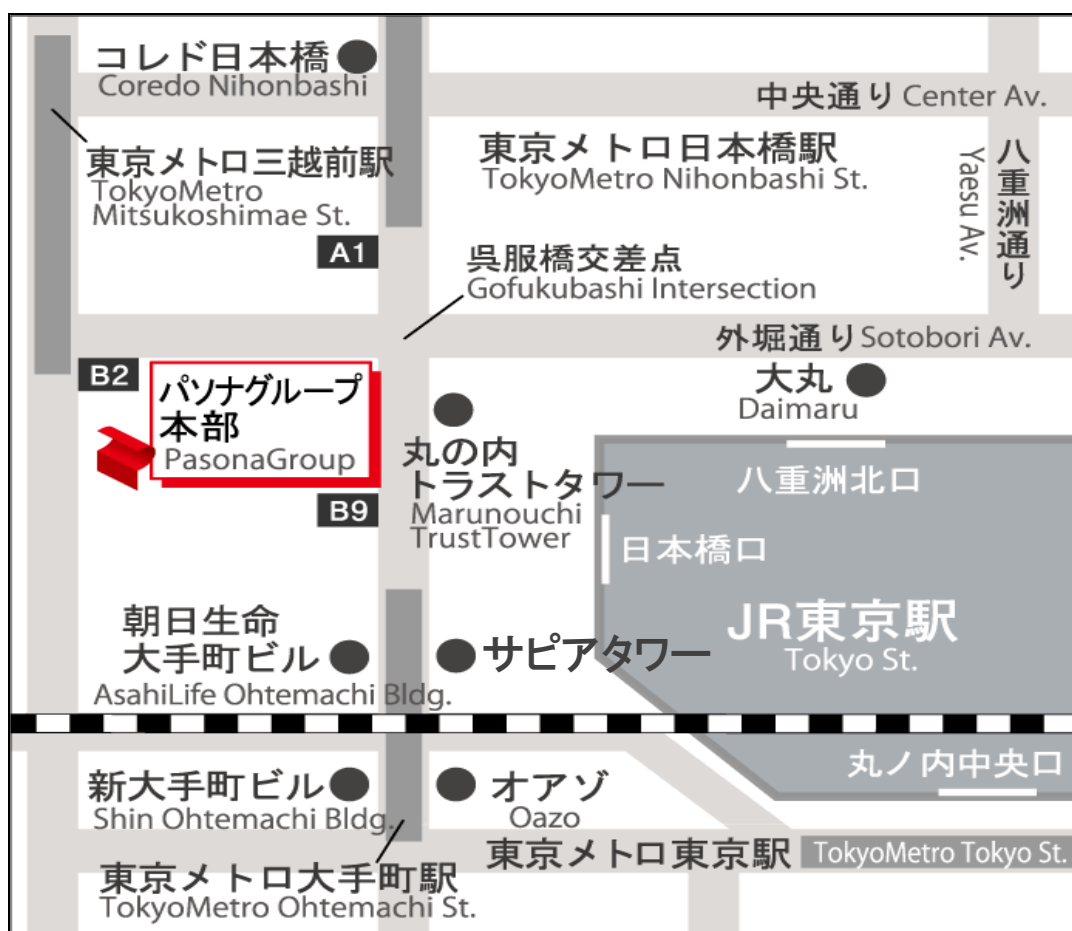 コレド日本橋
Coredo Nihonbashi
中央通り Center Av.
東京メトロ三越前駅
TokyoMetro
Mitsukoshimae St.
東京メトロ日本橋駅
TokyoMetro Nihonbashi St.
八重洲通り
Yaesu Av.
A1
呉服橋交差点
Gofukubashi Intersection
外堀通り Sotobori Av.
B2
パソナグループ
本部
PasonaGroup
大丸
Daimaru
丸の内
トラストタワー
Marunouchi
TrustTower
B9
八重洲北口
日本橋口
JR東京駅
Tokyo St.
朝日生命
大手町ビル
AsahiLife Ohtemachi Bldg.
サピアタワー
丸ノ内中央口
新大手町ビル
Shin Ohtemachi Bldg.
オアゾ
Oazo
東京メトロ東京駅 TokyoMetro Tokyo St.
東京メトロ大手町駅
TokyoMetro Ohtemachi St.